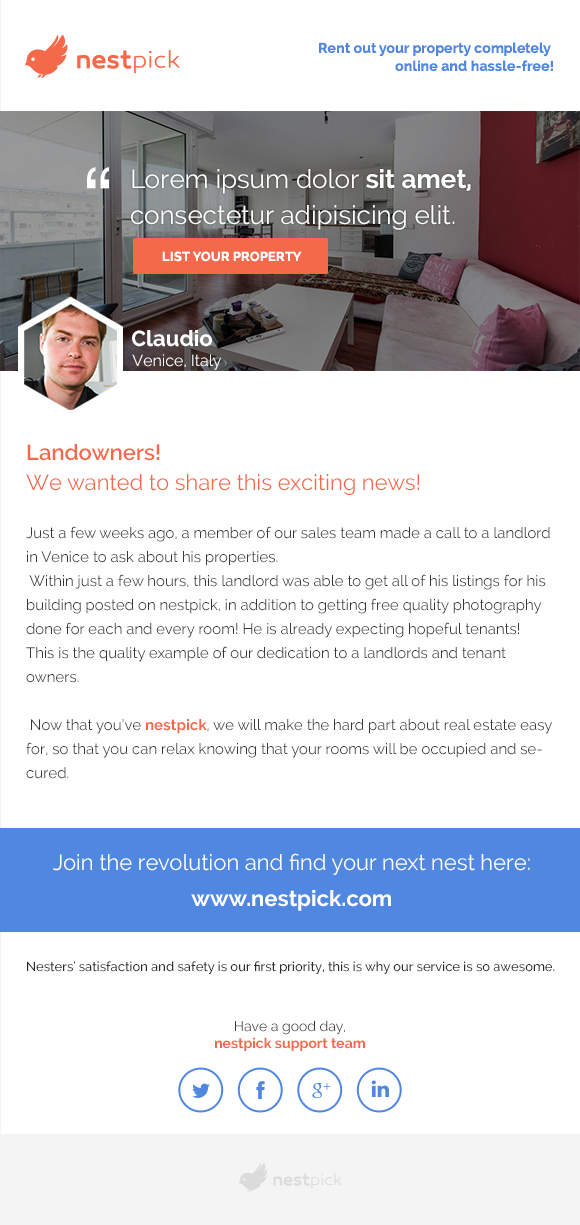 nestpick
Rent out your property completely
online and hassle-free!
“ Lorem ipsum dolor sit amet,
consectetur adipisicing elit.
LIST YOUR PROPERTY
Claudio
Venice, Italy
Landowners!
We wanted to share this exciting news!
Just a few weeks ago, a member of our sales team made a call to a landlord
in Venice to ask about his properties.
Within just a few hours, this landlord was able to get all of his listings for his
building posted on nestpick, in addition to getting free quality photography
done for each and every room! He is already expecting hopeful tenants!
This is the quality example of our dedication to a landlords and tenant
owners.
Now that you've nestpick, we will make the hard part about real estate easy
for, so that you can relax knowing that your rooms will be occupied and se-
cured.
Join the revolution and find your next nest here:
www.nestpick.com
Nesters' satisfaction and safety is our first priority, this is why our service is so awesome.
Have a good day,
nestpick support team
f g+ in
nestpick